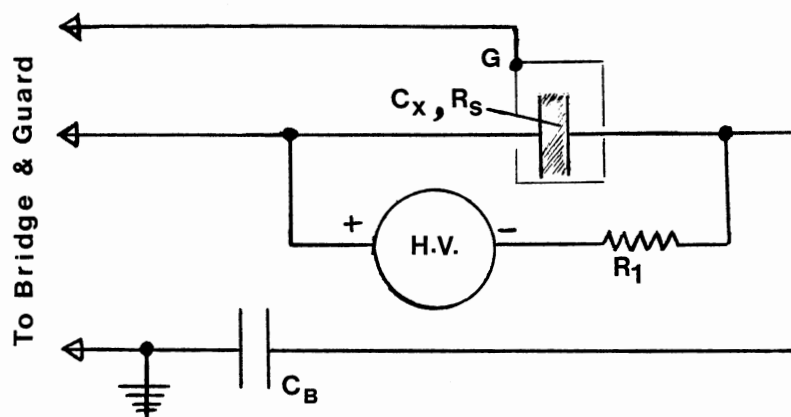 To Bridge & Guard
G
Cx , Rs
+ H.V. -
R1
CB